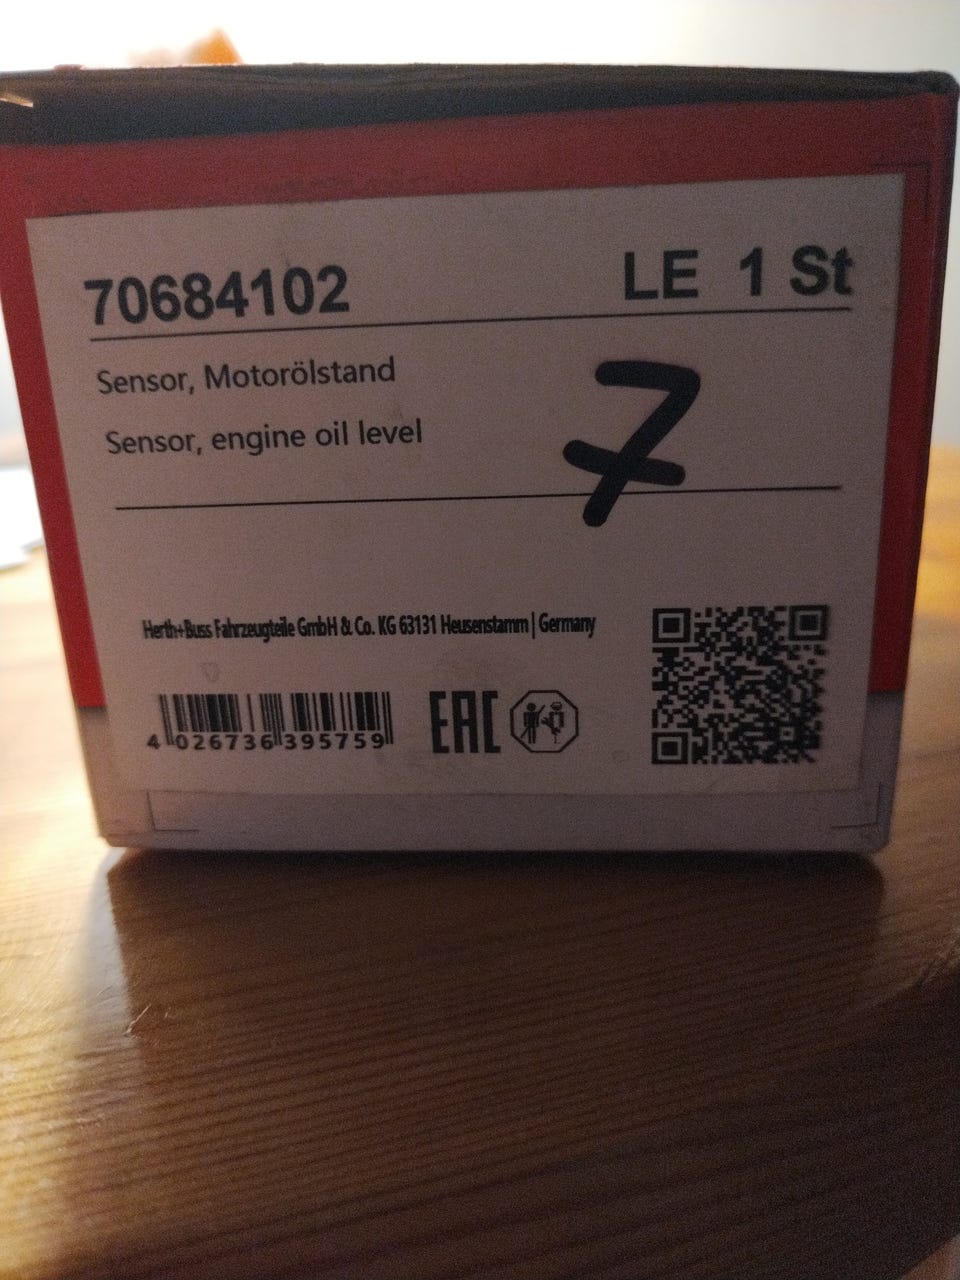 70684102 LE 1 St
Sensor, Motorölstand
7
Sensor, engine oil level
Herth+Buss Fahrzeugteile GmbH & Co. KG 63131 Heusenstamm | Germany
4 026736 395759
EAC